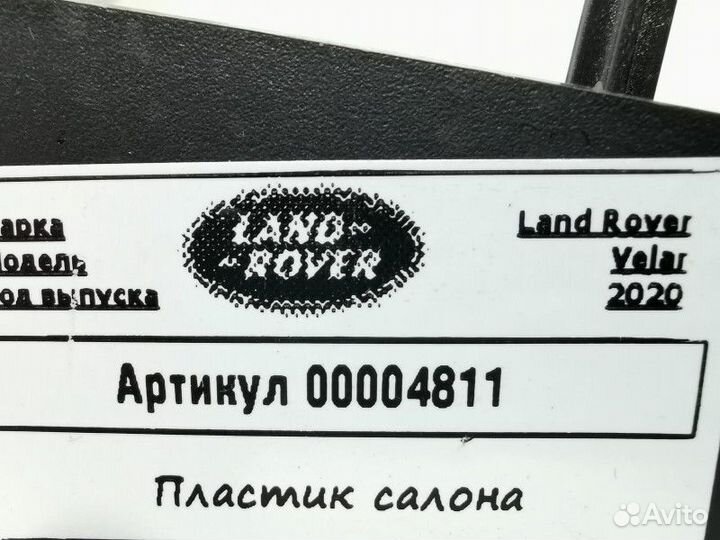 арка
LAND-
-ROVER
Land Rover
одель
Velar
од выпуска
2020
Артикул 00004811
Пластик салона
Avito